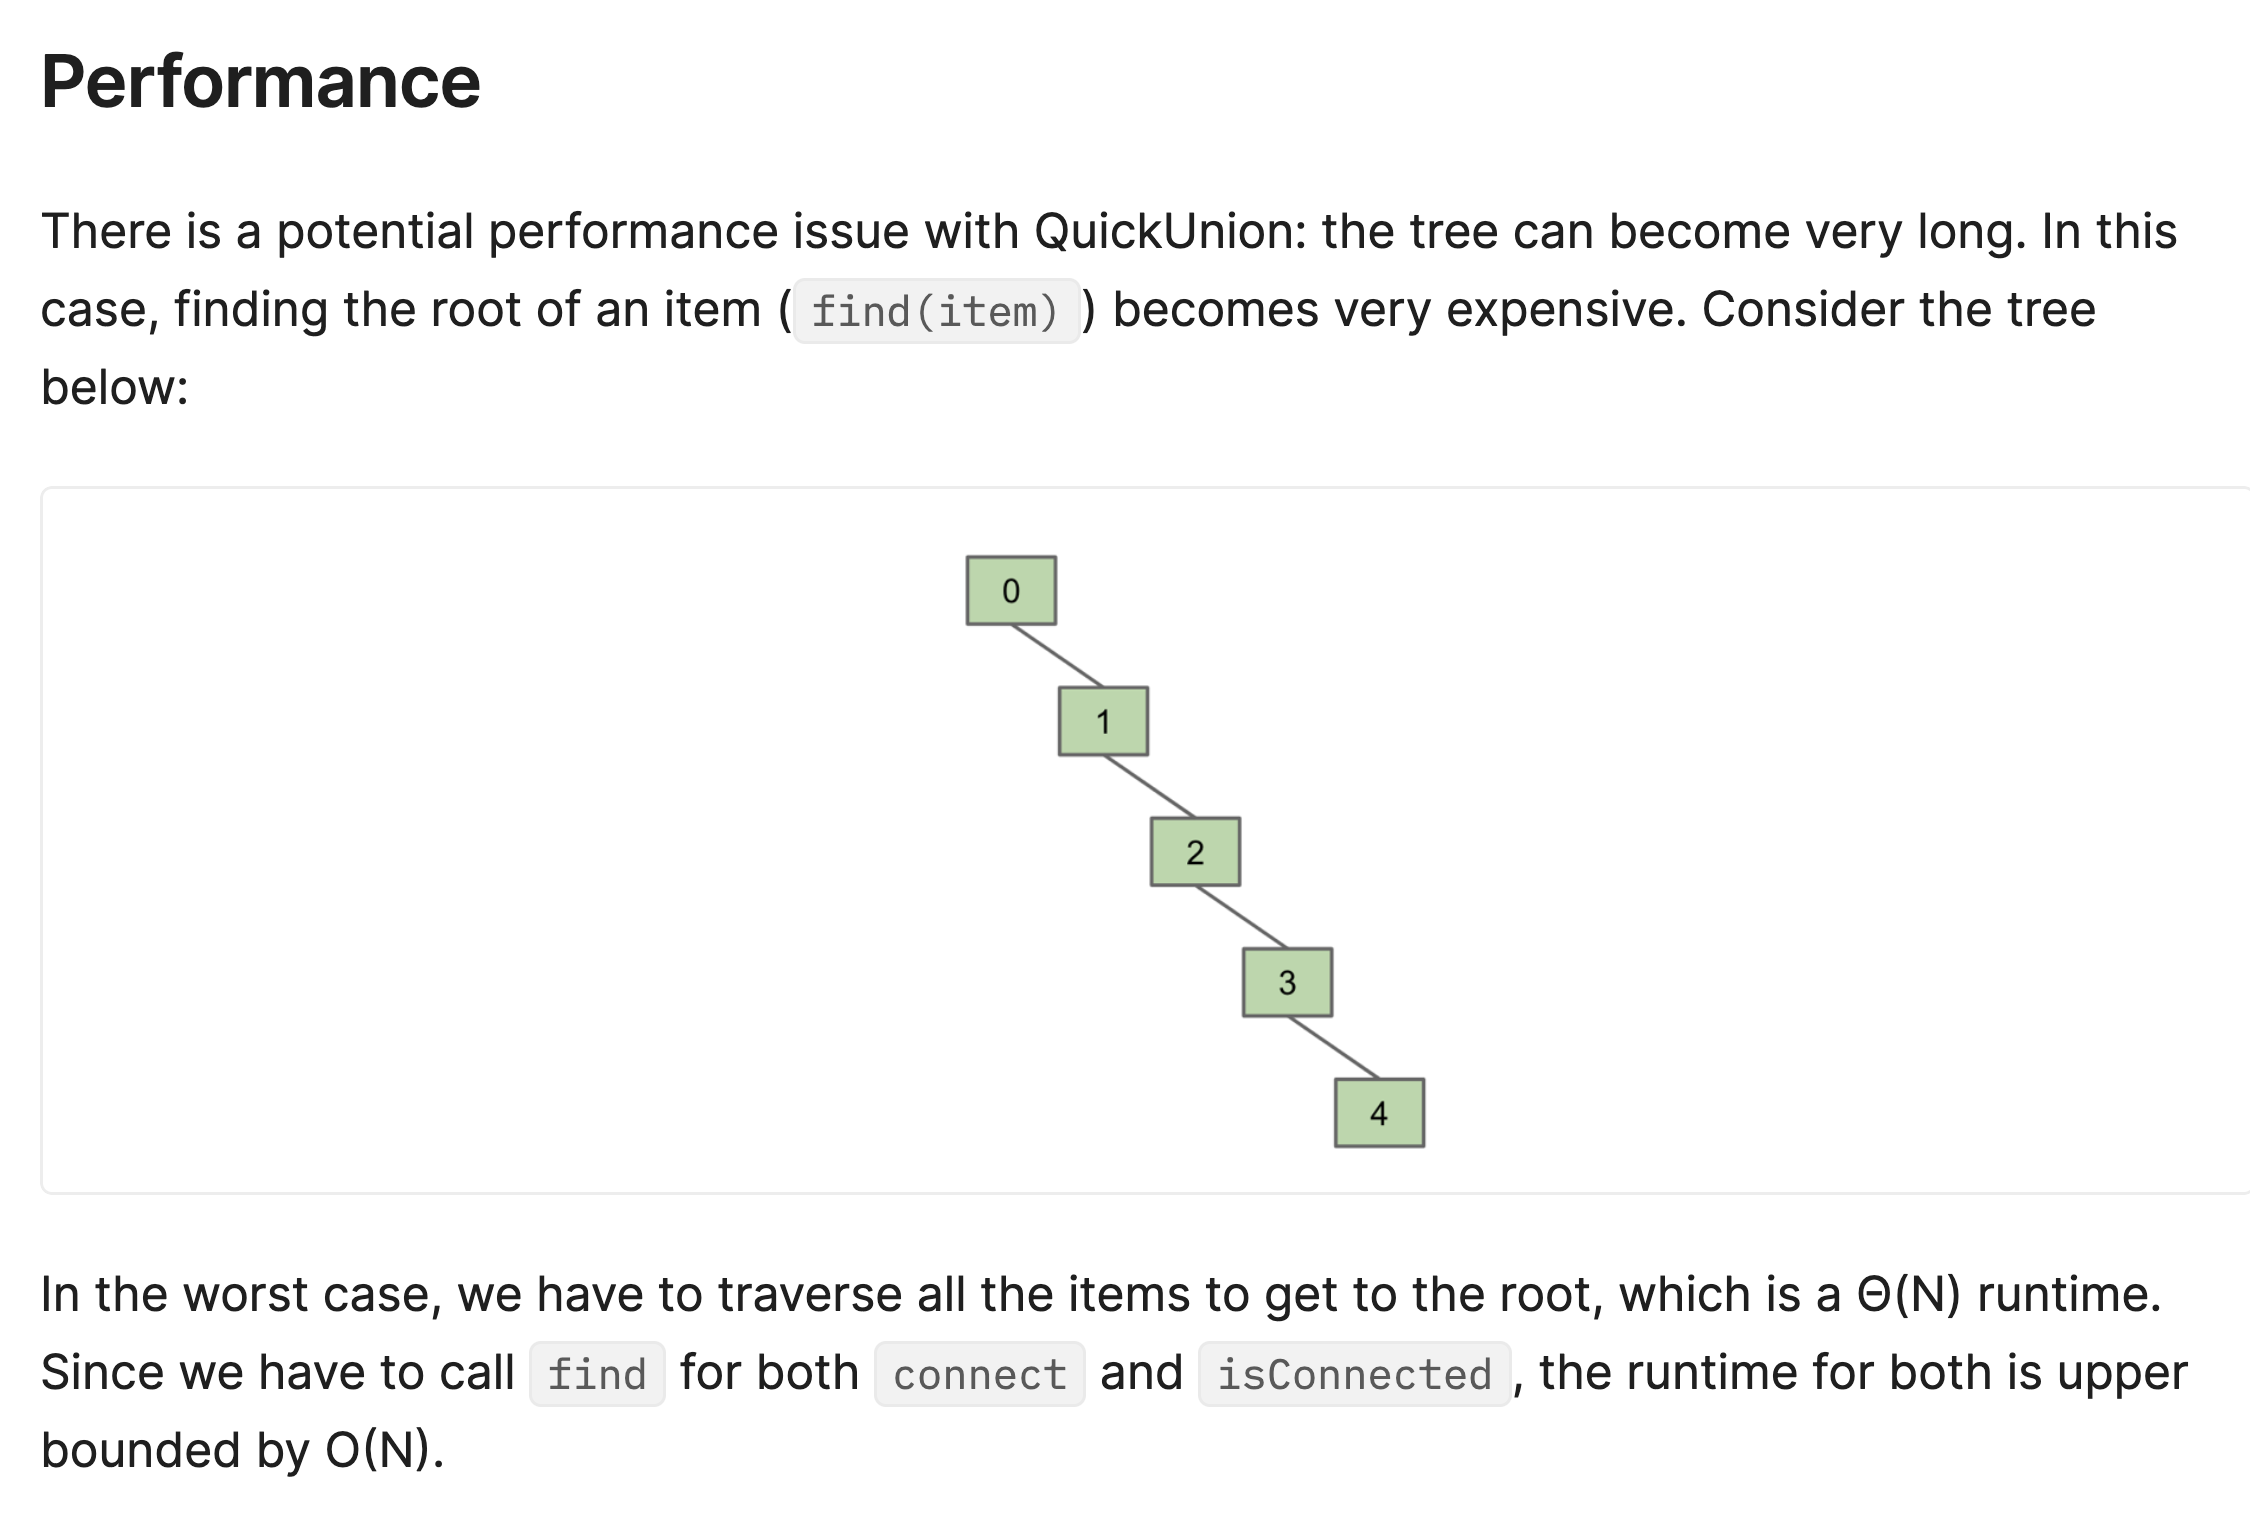 Performance
There is a potential performance issue with QuickUnion: the tree can become very long. In this
case, finding the root of an item ( find(item) ) becomes very expensive. Consider the tree
below:
0
1
2
3
4
In the worst case, we have to traverse all the items to get to the root, which is a Θ(N) runtime.
Since we have to call find for both connect and isConnected , the runtime for both is upper
bounded by O(N).